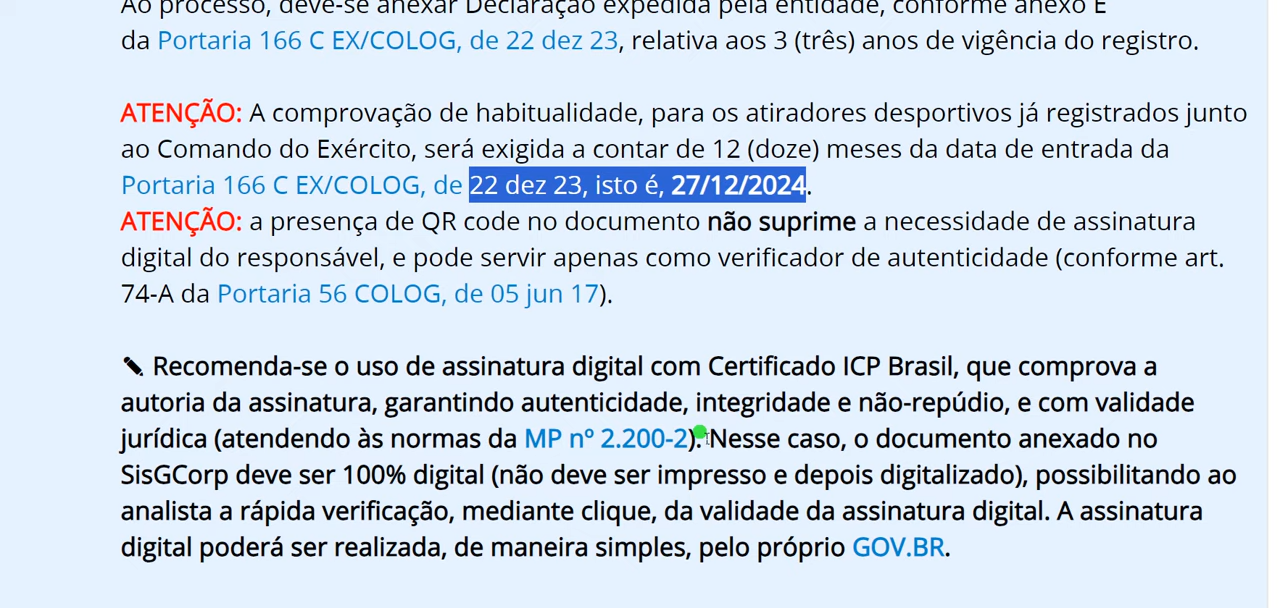 Ao processo, deve-se anexar Declaração expedida pela entidade, conforme anexo E
da Portaria 166 C EX/COLOG, de 22 dez 23, relativa aos 3 (três) anos de vigência do registro.
ATENÇÃO: A comprovação de habitualidade, para os atiradores desportivos já registrados junto
ao Comando do Exército, será exigida a contar de 12 (doze) meses da data de entrada da
Portaria 166 C EX/COLOG, de 22 dez 23, isto é, 27/12/2024.
ATENÇÃO: a presença de QR code no documento não suprime a necessidade de assinatura
digital do responsável, e pode servir apenas como verificador de autenticidade (conforme art.
74-A da Portaria 56 COLOG, de 05 jun 17).
✎ Recomenda-se o uso de assinatura digital com Certificado ICP Brasil, que comprova a
autoria da assinatura, garantindo autenticidade, integridade e não-repúdio, e com validade
jurídica (atendendo às normas da MP nº 2.200-2). Nesse caso, o documento anexado no
SisGCorp deve ser 100% digital (não deve ser impresso e depois digitalizado), possibilitando ao
analista a rápida verificação, mediante clique, da validade da assinatura digital. A assinatura
digital poderá ser realizada, de maneira simples, pelo próprio GOV.BR.